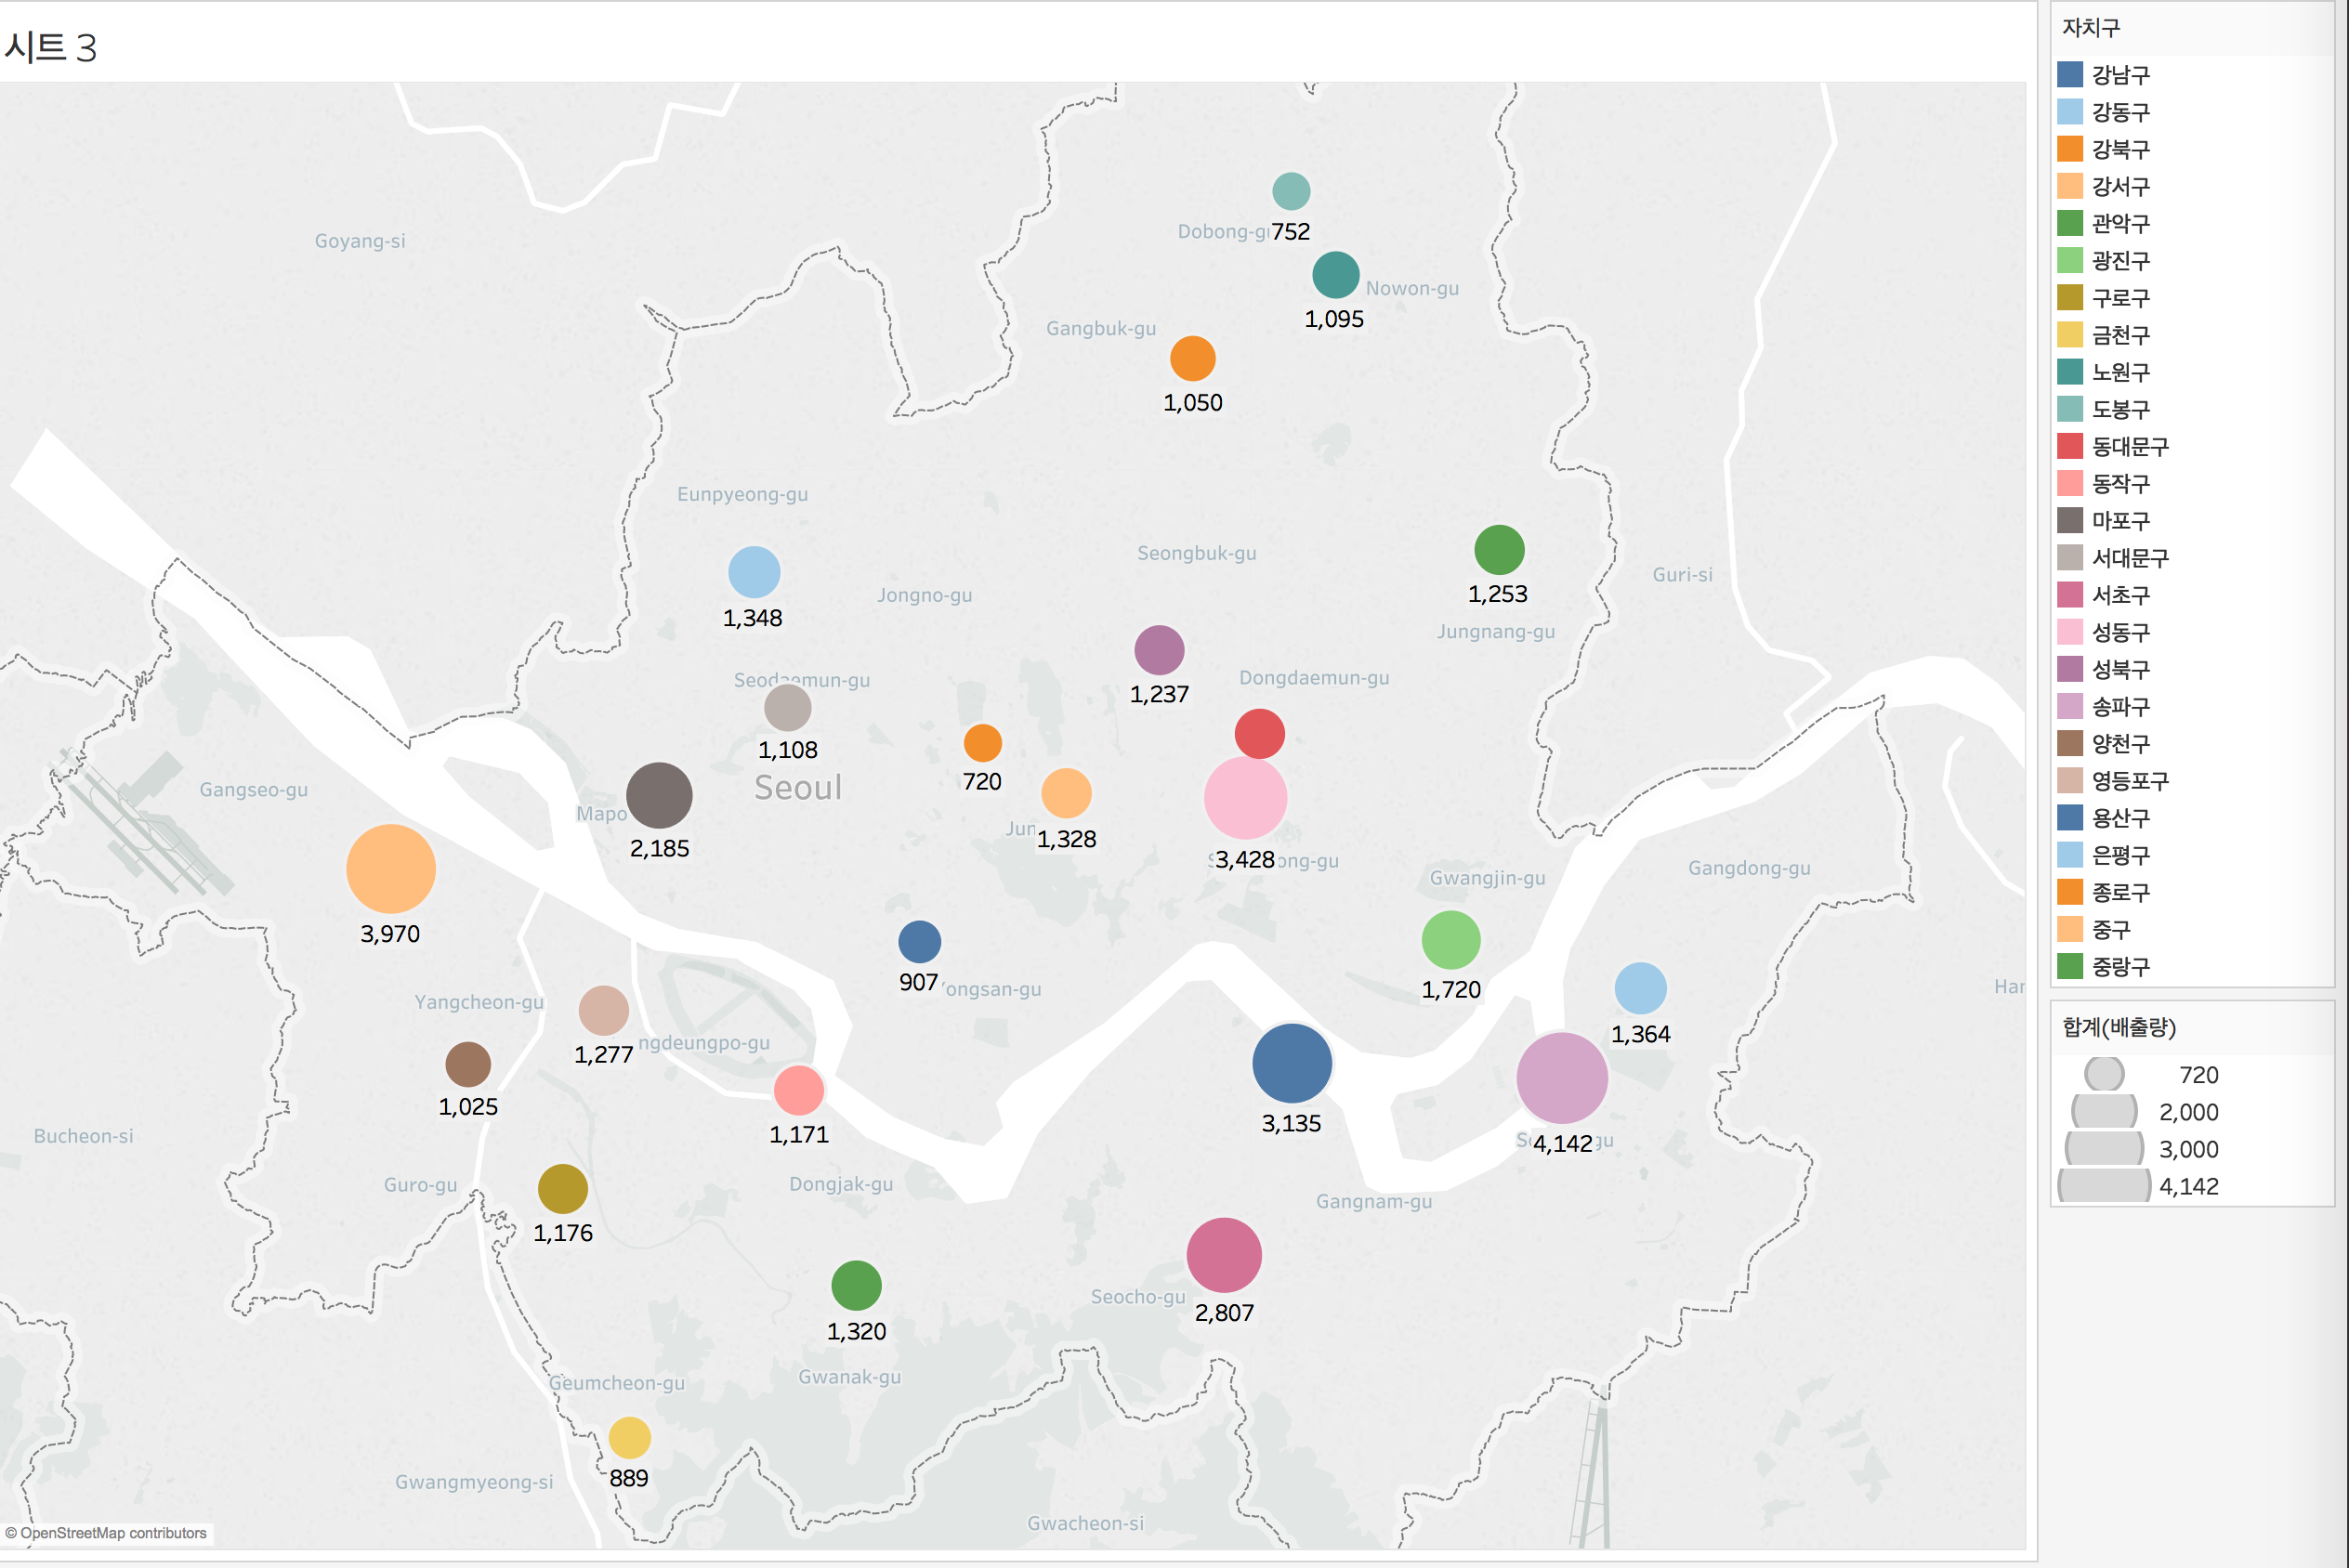 시트 3
Goyang-si
752
Dobong-gu
Nowon-gu
1,095
Gangbuk-gu
1,050
Eunpyeong-gu
Seongbuk-gu
Guri-si
1,348
Jongno-gu
1,253
Jungnang-gu
Seodaemun-gu
1,237
Dongdaemun-gu
1,108
Seoul
720
Gangseo-gu
Mapo
1,328
Jun
2,185
3,428
ong-gu
Gwangjin-gu
Gangdong-gu
3,970
907
ongsan-gu
1,720
Har
Yangcheon-gu
1,277
ngdeungpo-gu
1,364
1,025
1,171
3,135
Bucheon-si
4,142
Guro-gu
Dongjak-gu
Gangnam-gu
1,176
Seocho-gu
2,807
1,320
Geumcheon-gu
Gwanak-gu
889
Gwangmyeong-si
Gwacheon-si
© OpenStreetMap contributors
자치구
강남구
강동구
강북구
강서구
관악구
광진구
구로구
금천구
노원구
도봉구
동대문구
동작구
마포구
서대문구
서초구
성동구
성북구
송파구
양천구
영등포구
용산구
은평구
종로구
중구
중랑구
합계(배출량)
720
2,000
3,000
4,142